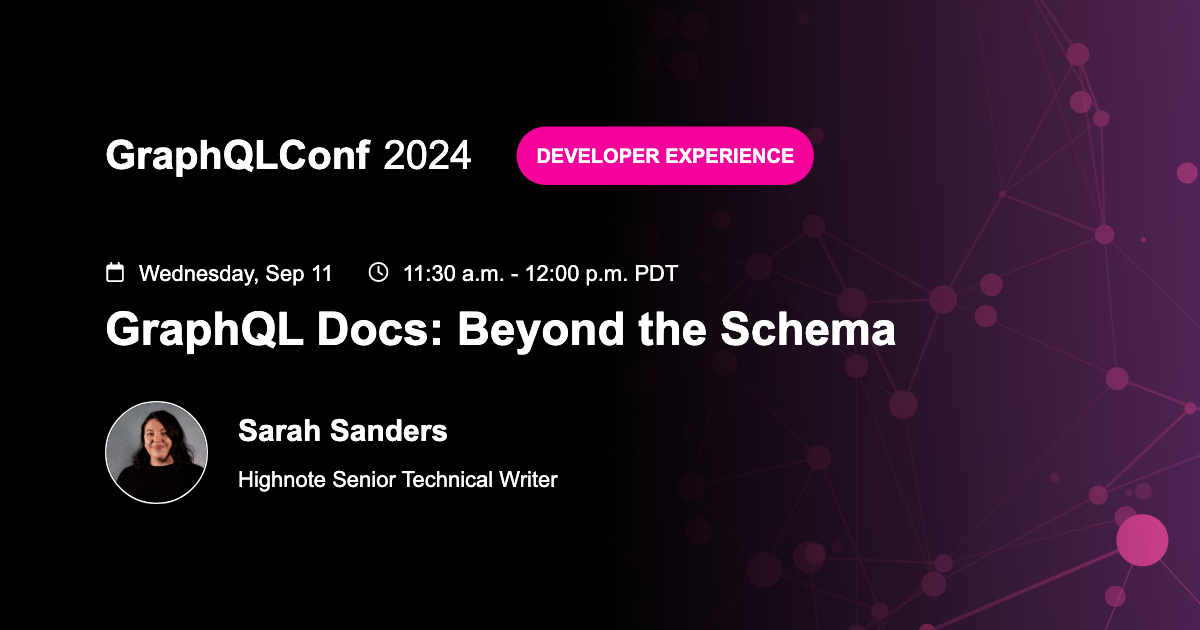 GraphQLConf 2024
DEVELOPER EXPERIENCE
Wednesday, Sep 11 11:30 a.m. - 12:00 p.m. PDT
GraphQL Docs: Beyond the Schema
Sarah Sanders
Highnote Senior Technical Writer